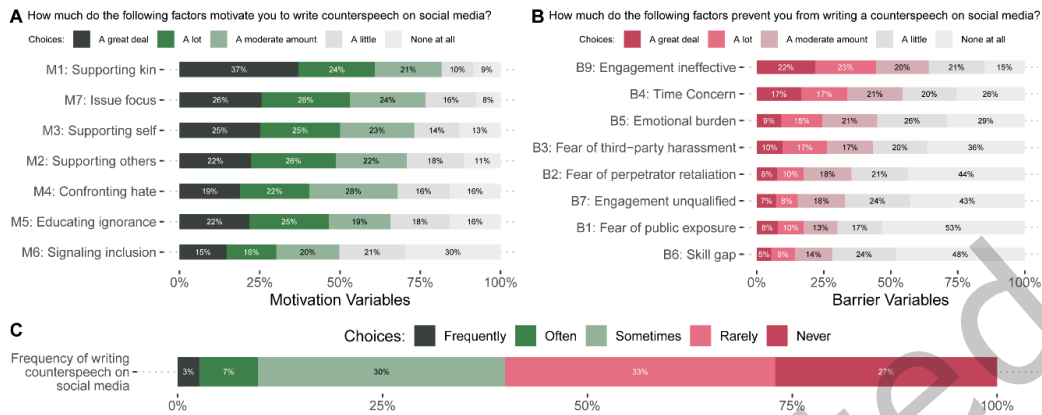 A How much do the following factors motivate you to write counterspeech on social media?
Choices: A great deal A lot A moderate amount A little None at all
M1: Supporting kin 37% 24% 21% 10% 9%
M7: Issue focus 26% 28% 24% 16% 8%
M3: Supporting self 25% 25% 23% 14% 13%
M2: Supporting others 22% 26% 22% 18% 11%
M4: Confronting hate 19% 22% 28% 16% 16%
M5: Educating ignorance 22% 25% 19% 18% 16%
M6: Signaling inclusion 15% 16% 20% 21% 30%
0% 25% 50% 75% 100%
Motivation Variables
B How much do the following factors prevent you from writing a counterspeech on social media?
Choices: A great deal A lot A moderate amount A little None at all
B9: Engagement ineffective 22% 23% 20% 21% 15%
B4: Time Concern 17% 17% 21% 20% 26%
B5: Emotional burden 9% 15% 21% 26% 29%
B3: Fear of third-party harassment 10% 17% 17% 20% 36%
B2: Fear of perpetrator retaliation 8% 10% 18% 21% 44%
B7: Engagement unqualified 7% 8% 18% 24% 43%
B1: Fear of public exposure 8% 10% 13% 17% 53%
B6: Skill gap 5% 9% 14% 24% 48%
0% 25% 50% 75% 100%
Barrier Variables
C
Choices: Frequently Often Sometimes Rarely Never
Frequency of writing
counterspeech on
social media
3% 7% 30% 33% 27%
0% 25% 50% 75% 100%